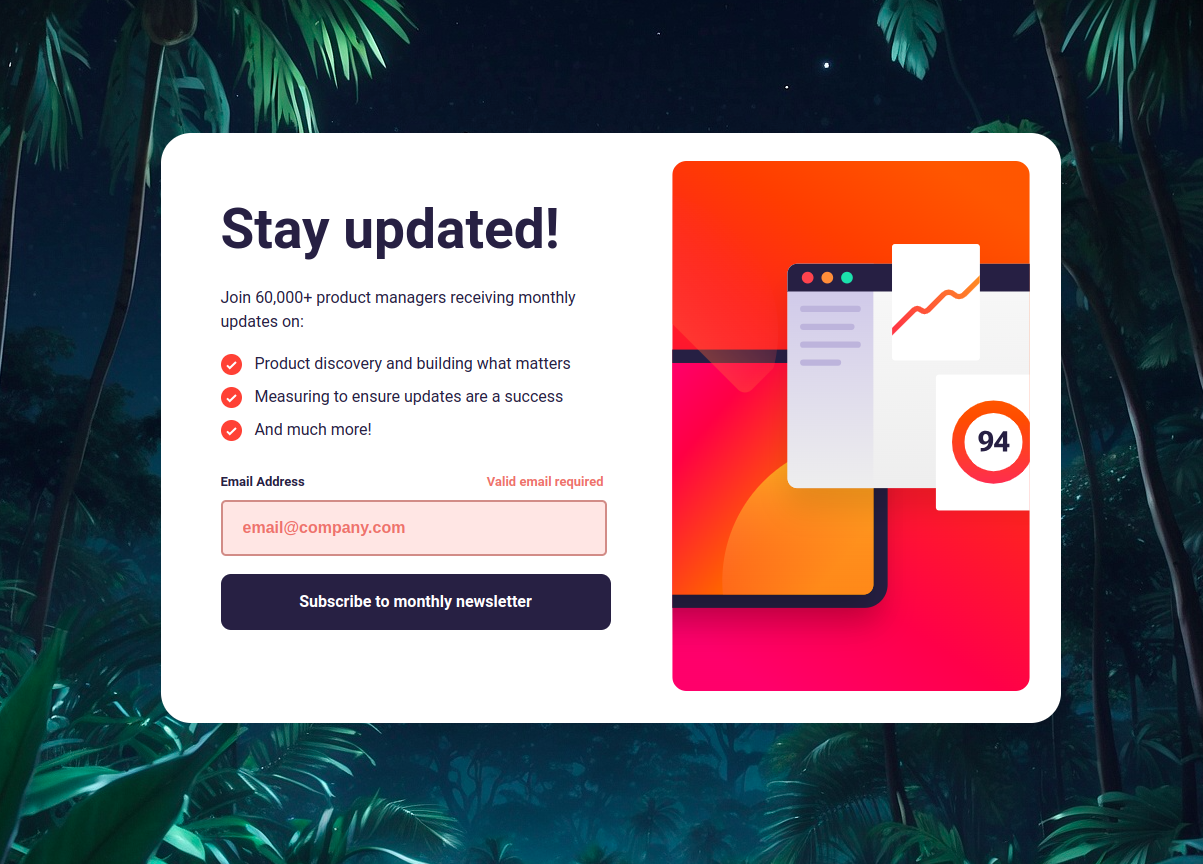 Stay updated!
Join 60,000+ product managers receiving monthly
updates on:
Product discovery and building what matters
Measuring to ensure updates are a success
And much more!
Email Address Valid email required
email@company.com
Subscribe to monthly newsletter
94